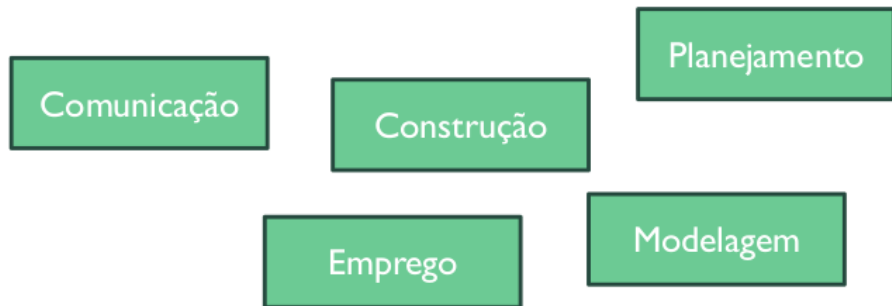 Planejamento
Comunicação
Construção
Modelagem
Emprego